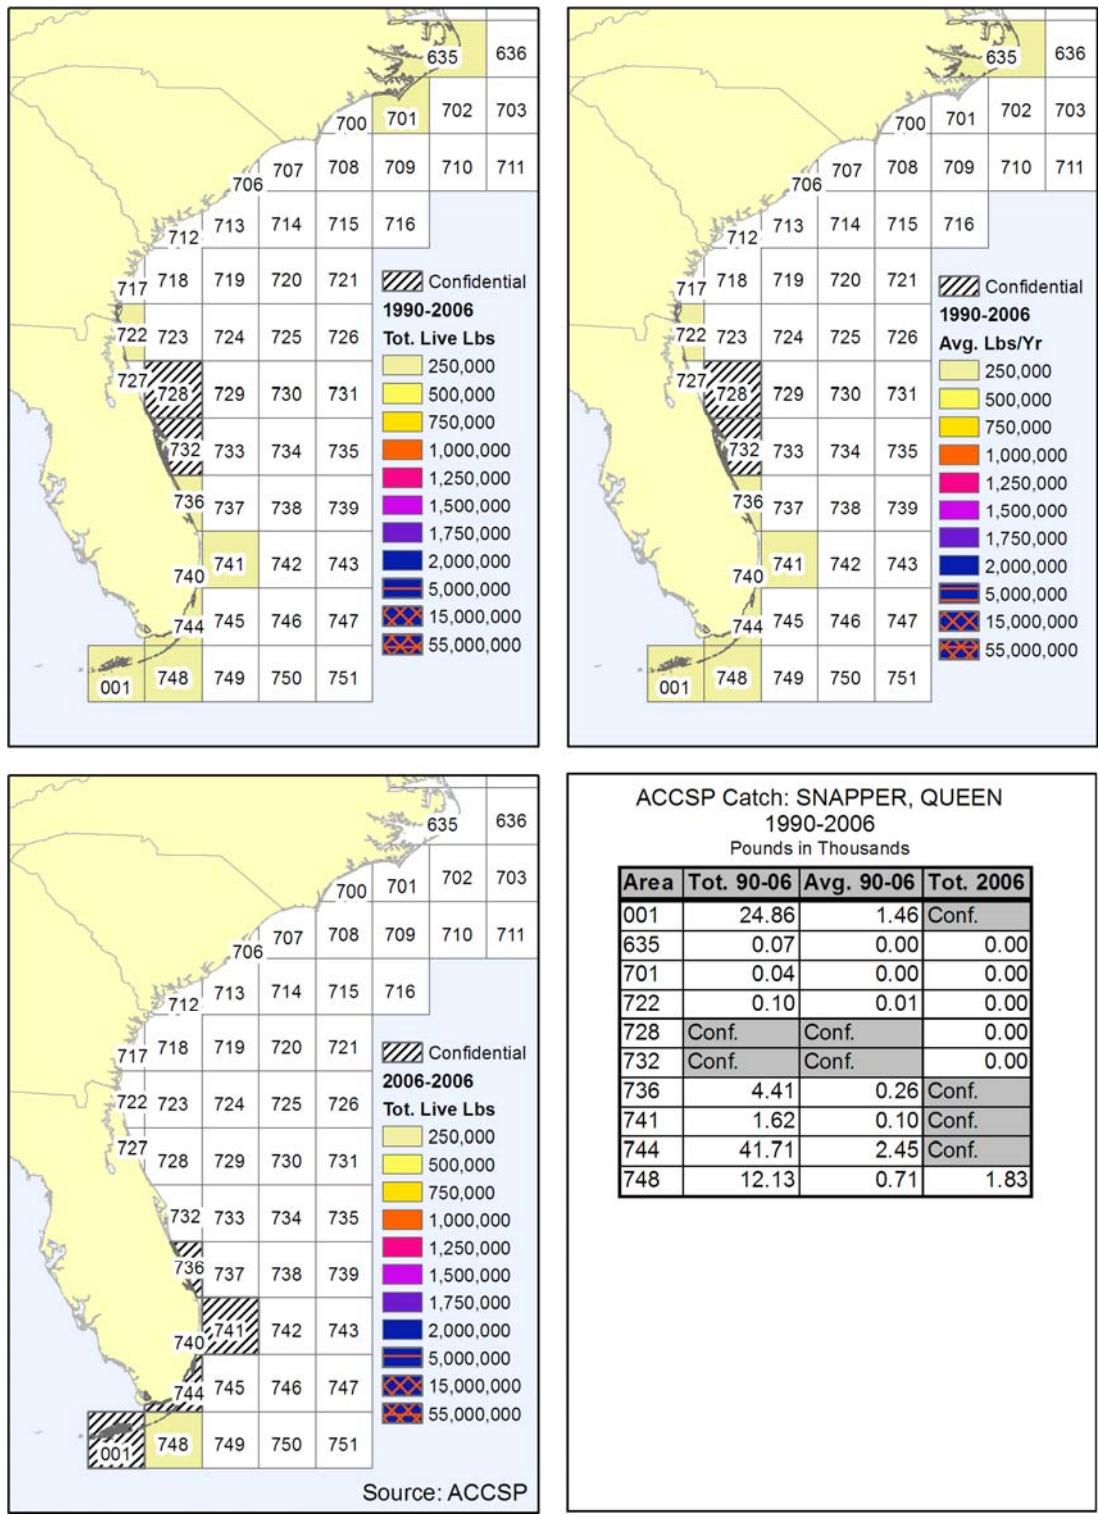 635 636
700 701 702 703
706 707 708 709 710 711
712 713 714 715 716
717 718 719 720 721
722 723 724 725 726
727 728 729 730 731
732 733 734 735
736 737 738 739
740 741 742 743
744 745 746 747
001 748 749 750 751
Confidential
1990-2006
Tot. Live Lbs
250,000
500,000
750,000
1,000,000
1,250,000
1,500,000
1,750,000
2,000,000
5,000,000
15,000,000
55,000,000
635 636
700 701 702 703
706 707 708 709 710 711
712 713 714 715 716
717 718 719 720 721
722 723 724 725 726
727 728 729 730 731
732 733 734 735
736 737 738 739
740 741 742 743
744 745 746 747
001 748 749 750 751
Confidential
1990-2006
Avg. Lbs/Yr
250,000
500,000
750,000
1,000,000
1,250,000
1,500,000
1,750,000
2,000,000
5,000,000
15,000,000
55,000,000
635 636
700 701 702 703
706 707 708 709 710 711
712 713 714 715 716
717 718 719 720 721
722 723 724 725 726
727 728 729 730 731
732 733 734 735
736 737 738 739
740 741 742 743
744 745 746 747
001 748 749 750 751
Confidential
2006-2006
Tot. Live Lbs
250,000
500,000
750,000
1,000,000
1,250,000
1,500,000
1,750,000
2,000,000
5,000,000
15,000,000
55,000,000
Source: ACCSP
ACCSP Catch: SNAPPER, QUEEN
1990-2006
Pounds in Thousands
Area Tot. 90-06 Avg. 90-06 Tot. 2006
001 24.86 1.46 Conf.
635 0.07 0.00 0.00
701 0.04 0.00 0.00
722 0.10 0.01 0.00
728 Conf. Conf. 0.00
732 Conf. Conf. 0.00
736 4.41 0.26 Conf.
741 1.62 0.10 Conf.
744 41.71 2.45 Conf.
748 12.13 0.71 1.83